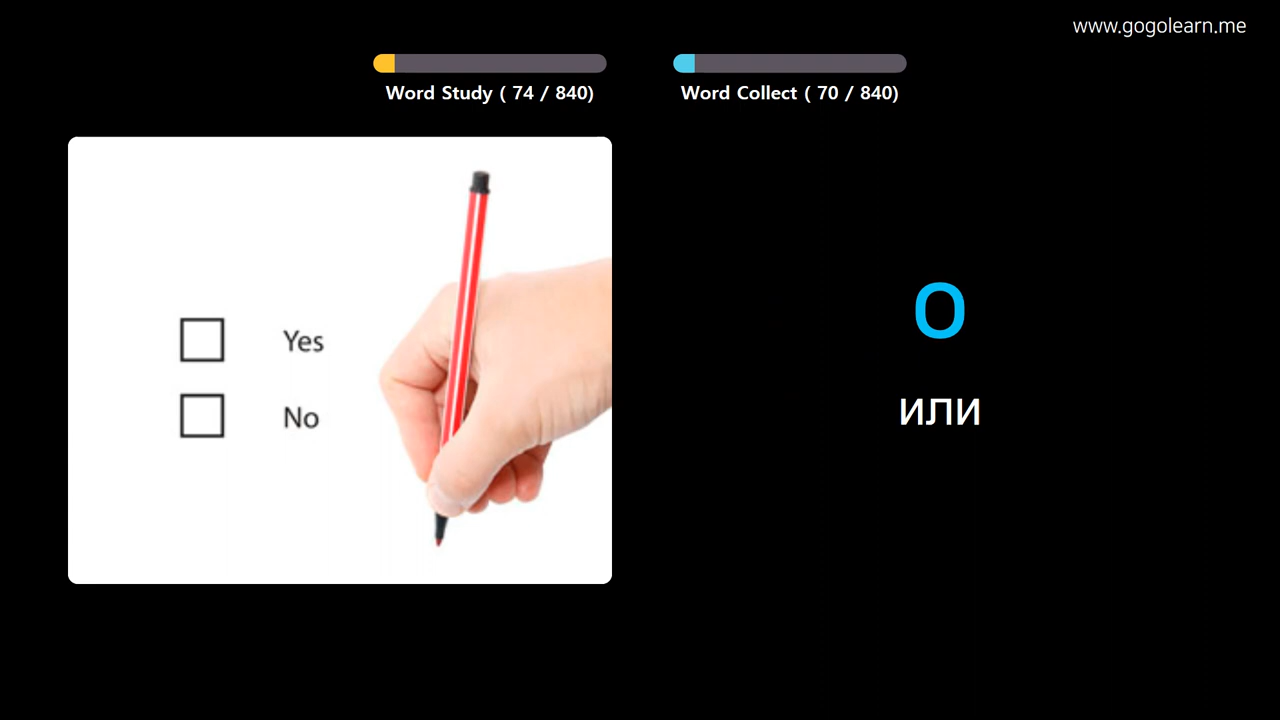 www.gogolearn.me
Word Study ( 74 / 840)
Word Collect ( 70 / 840)
Yes
No
o
или